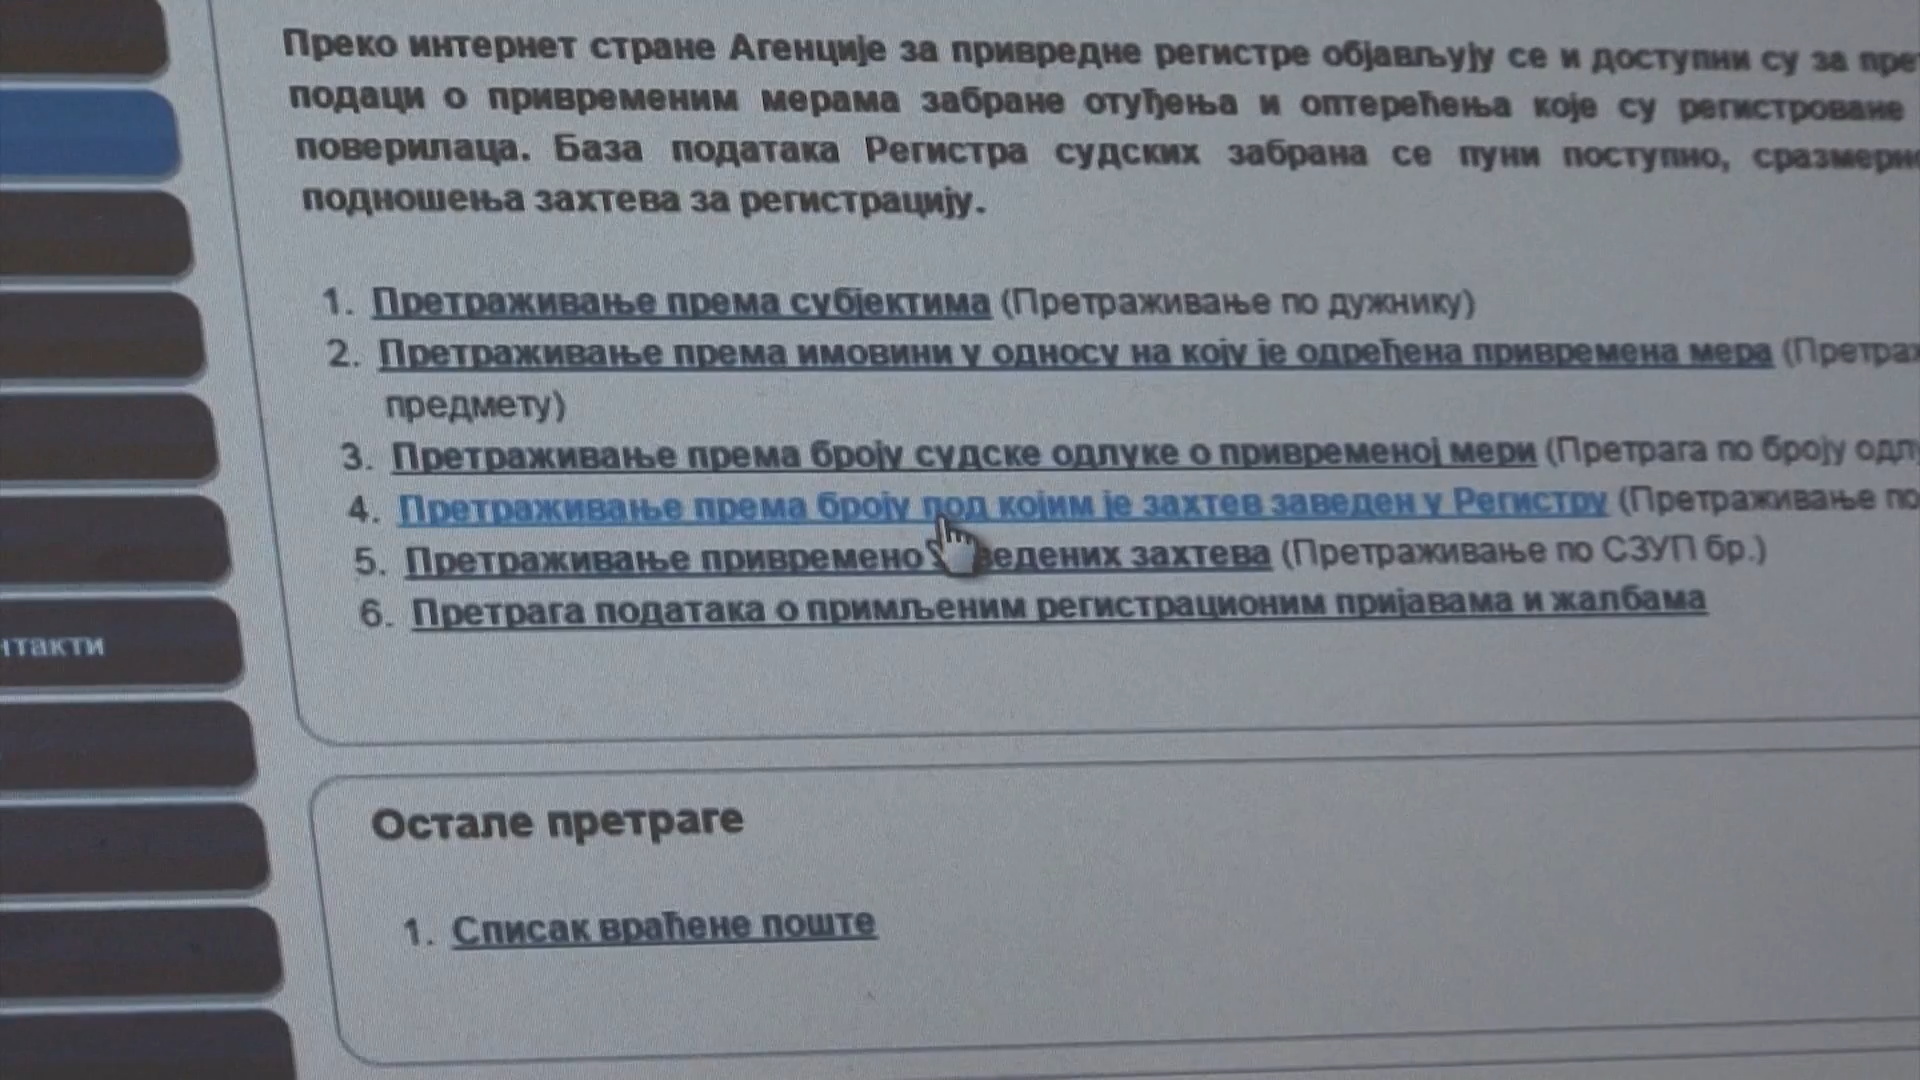 Преко интернет стране Агенције за привредне регистре објављују се и доступни су за
подаци о привременим мерама забране отуђења и оптерећења које су регистроване
поверилаца. База података Регистра судских забрана се пуни поступно,
подношења захтева за регистрацију.
1. Претраживање према субјектима (Претраживање по дужнику)
2. Претраживање према имовини у односу на коју је одређена привремена мера
предмету)
3. Претраживање према броју судске одлуке о привременој мери (Претрага по броју
4. Претраживање према броју под којим је захтев заведен у Регистру (Претраживање по
5. Претраживање привремено захтева (Претраживање по СЗУП бр.)
6. Претрага података о примљеним регистрационим пријавама и жалбама
Остале претраге
1. Списак враћене поште